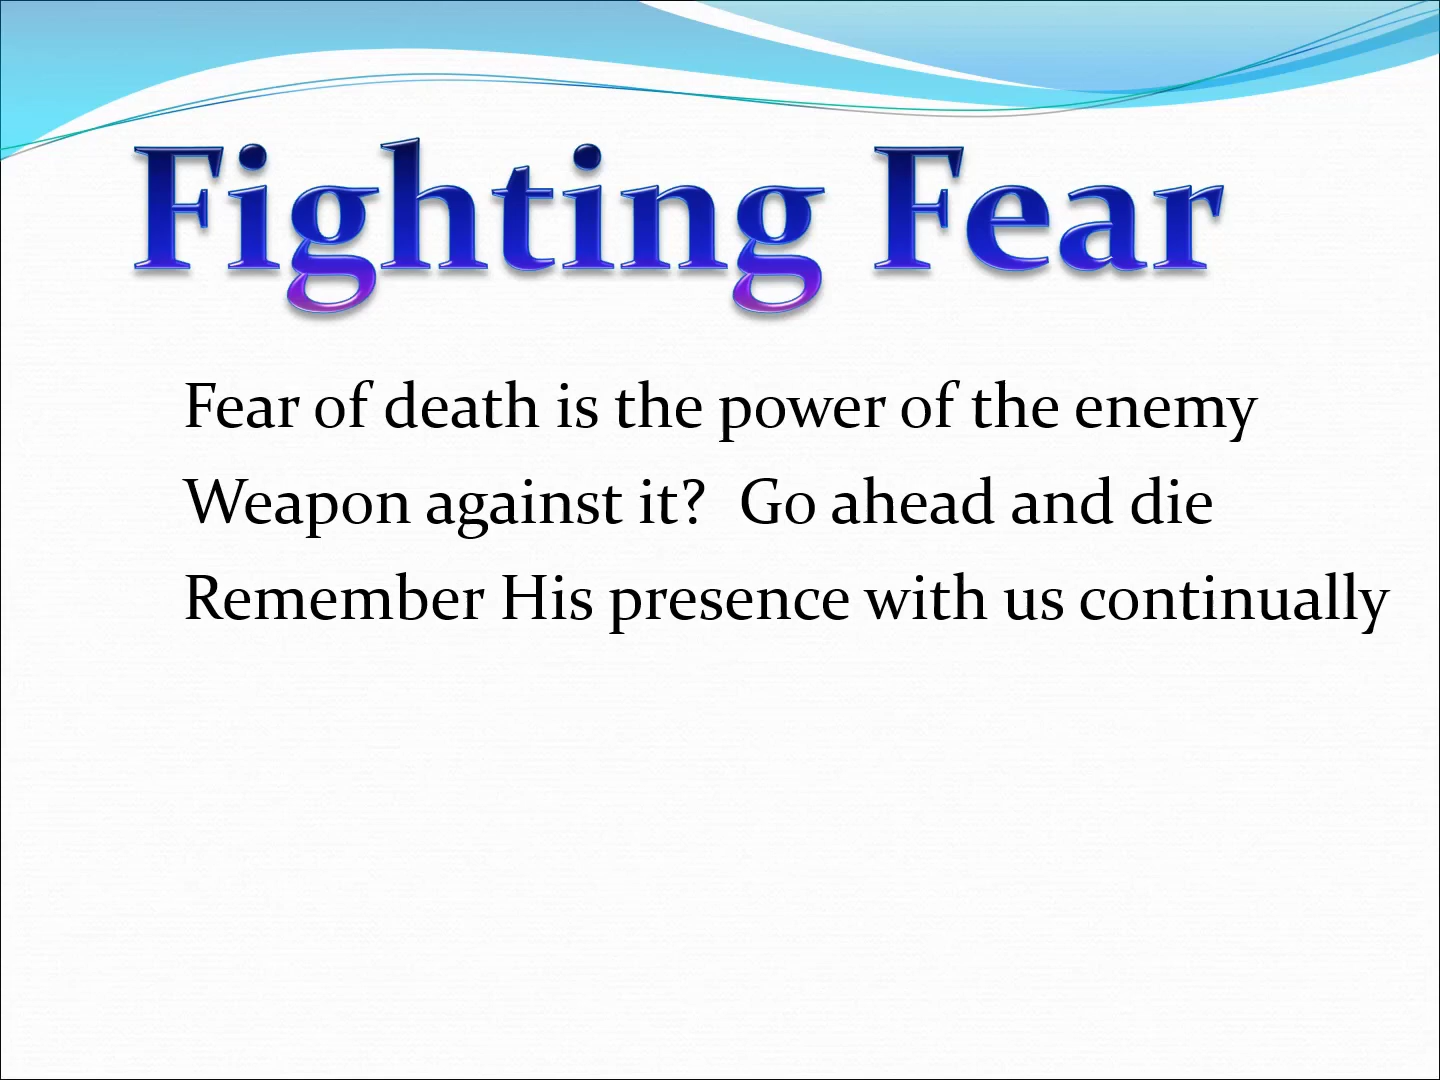 Fighting Fear
Fear of death is the power of the enemy
Weapon against it?  Go ahead and die
Remember His presence with us continually